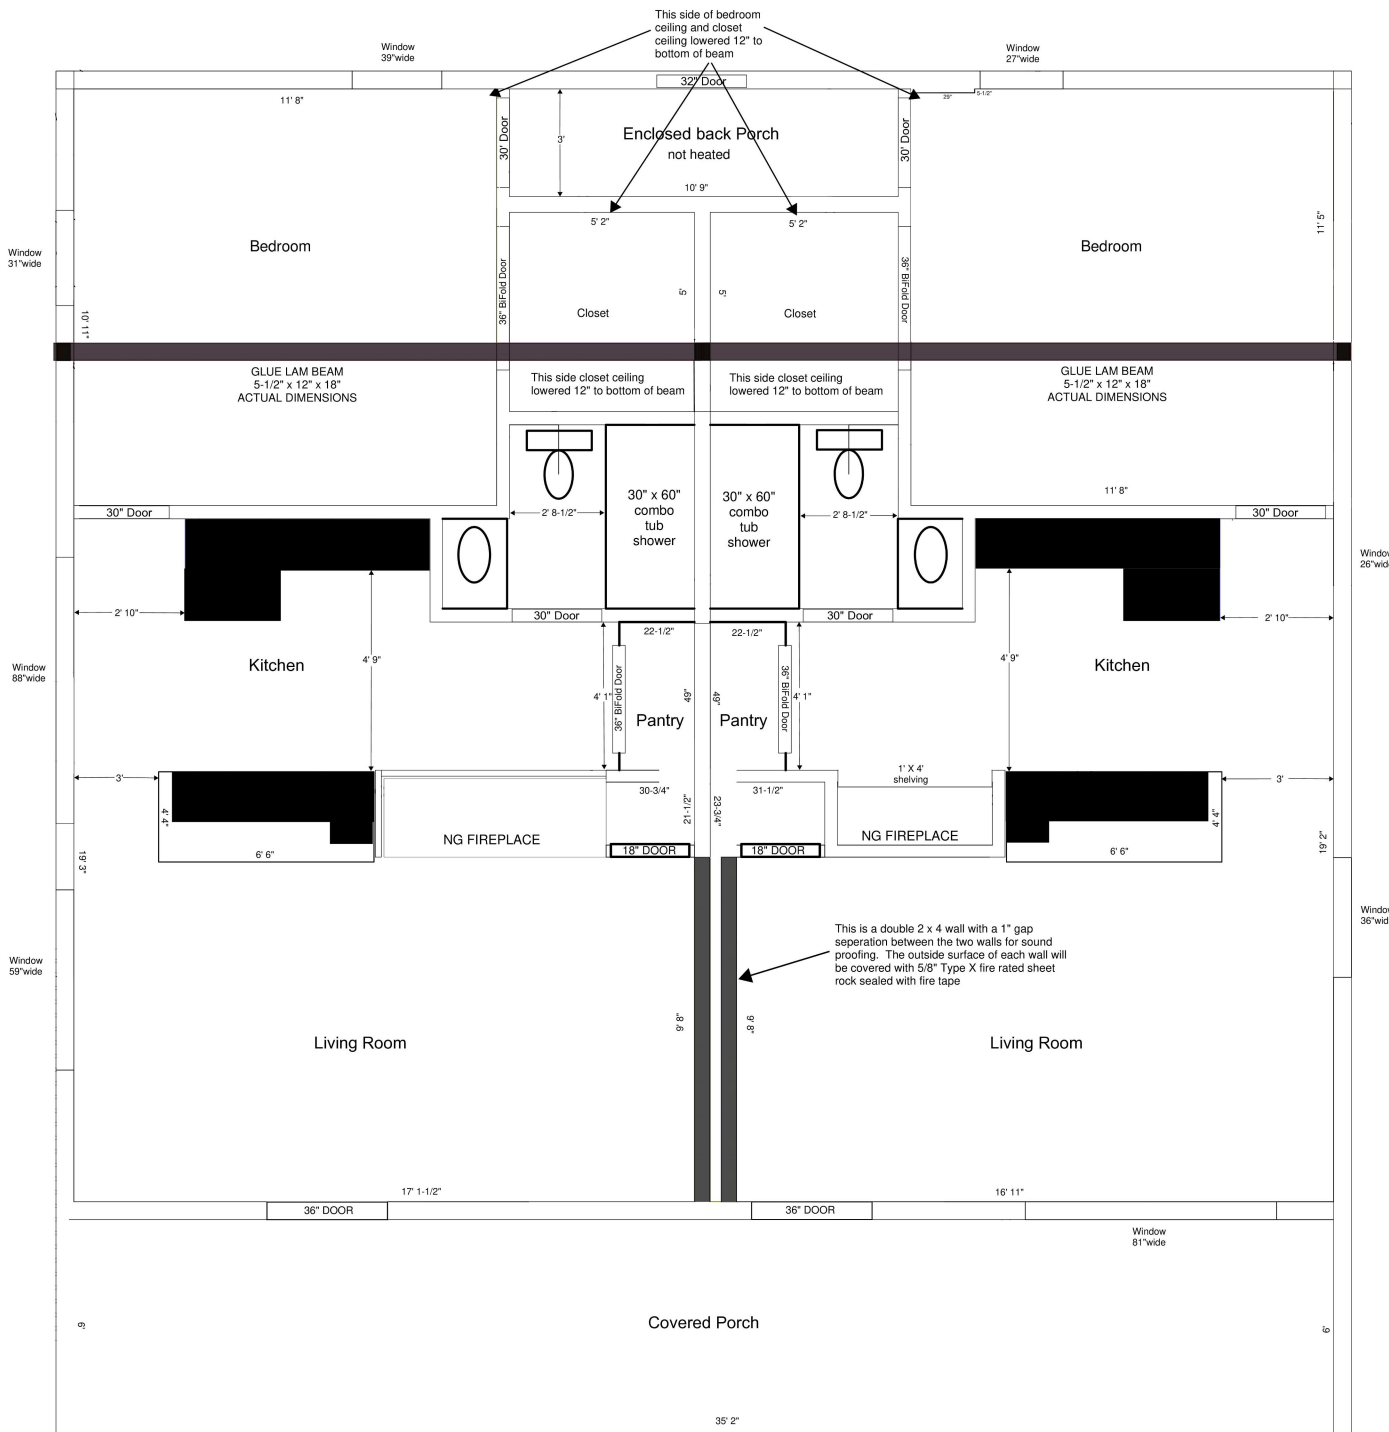 This side of bedroom
ceiling and closet
ceiling lowered 12" to
bottom of beam
Window
39"wide
Window
27"wide
32" Door
11' 8"
29"
5-1/2"
30' Door
3'
Enclosed back Porch
not heated
30' Door
10' 9"
5' 2"
5' 2"
11' 5"
Bedroom
Bedroom
Window
31"wide
36" BiFold Door
5'
5'
36" BiFold Door
10' 11"
Closet
Closet
GLUE LAM BEAM
5-1/2" x 12" x 18"
ACTUAL DIMENSIONS
This side closet ceiling
lowered 12" to bottom of beam
This side closet ceiling
lowered 12" to bottom of beam
GLUE LAM BEAM
5-1/2" x 12" x 18"
ACTUAL DIMENSIONS
11' 8"
30" Door
2' 8-1/2"
30" x 60"
combo
tub
shower
30" x 60"
combo
tub
shower
2' 8-1/2"
30" Door
Window
26"wide
2' 10"
30" Door
30" Door
2' 10"
22-1/2"
22-1/2"
Window
88"wide
Kitchen
4' 9"
4' 1"
36" BiFold Door
49"
49"
36" BiFold Door
4' 1"
4' 9"
Kitchen
Pantry
Pantry
3'
1' X 4'
shelving
3'
30-3/4"
31-1/2"
4' 4"
21-1/2"
23-3/4"
4' 4"
NG FIREPLACE
NG FIREPLACE
19' 3"
6' 6"
18" DOOR
18" DOOR
6' 6"
19' 2"
Window
36"wide
This is a double 2 x 4 wall with a 1" gap
seperation between the two walls for sound
proofing. The outside surface of each wall will
be covered with 5/8" Type X fire rated sheet
rock sealed with fire tape
Window
59"wide
9' 8"
9' 8"
Living Room
Living Room
17' 1-1/2"
16' 11"
36" DOOR
36" DOOR
Window
81"wide
6'
Covered Porch
6'
35' 2"